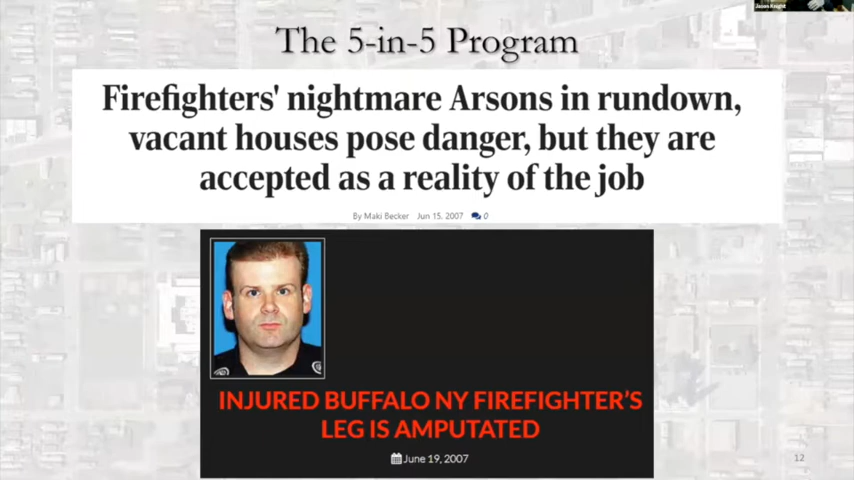 Jason Knight
The 5-in-5 Program
Firefighters' nightmare Arsons in rundown,
vacant houses pose danger, but they are
accepted as a reality of the job
By Maki Becker Jun 15, 2007 0
INJURED BUFFALO NY FIREFIGHTER'S
LEG IS AMPUTATED
June 19, 2007
12